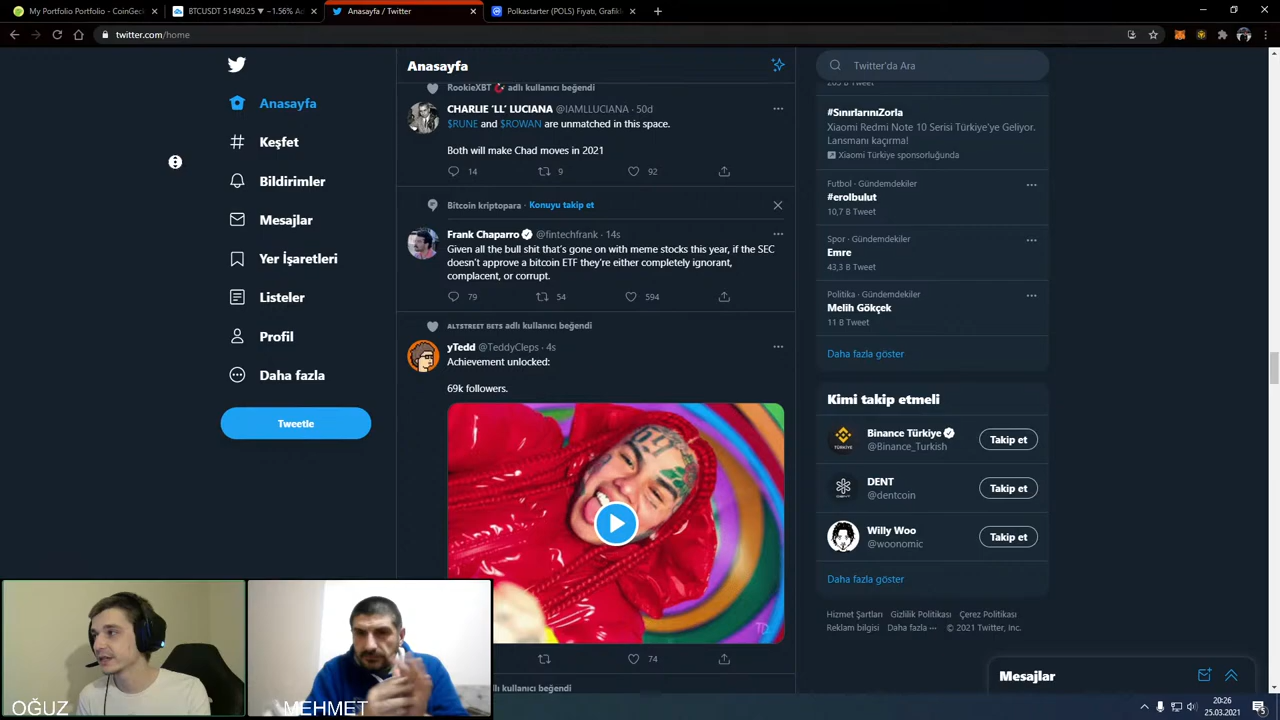 My Portfolio Portfolio - CoinGec
BTCUSDT 51490.25 ▼ −1.56% Ad
Anasayfa / Twitter
Polkastarter (POLS) Fiyatı, Grafikl
twitter.com/home
Anasayfa
Keşfet
Bildirimler
Mesajlar
Yer İşaretleri
Listeler
Profil
Daha fazla
Tweetle
Anasayfa
RookieXBT adlı kullanıcı beğendi
CHARLIE ‘LL’ LUCIANA @IAMLLUCIANA · 50d
$RUNE and $ROWAN are unmatched in this space.
Both will make Chad moves in 2021
14 9 92
Bitcoin kriptopara · Konuyu takip et
Frank Chaparro @fintechfrank · 14s
Given all the bull shit that’s gone on with meme stocks this year, if the SEC
doesn’t approve a bitcoin ETF they’re either completely ignorant,
complacent, or corrupt.
79 54 594
ALTSTREET BETS adlı kullanıcı beğendi
yTedd @TeddyCleps · 4s
Achievement unlocked:
69k followers.
74
adlı kullanıcı beğendi
Twitter'da Ara
#SınırlarınıZorla
Xiaomi Redmi Note 10 Serisi Türkiye'ye Geliyor.
Lansmanı kaçırma!
Xiaomi Türkiye sponsorluğunda
Futbol · Gündemdekiler
#erolbulut
10,7 B Tweet
Spor · Gündemdekiler
Emre
43,3 B Tweet
Politika · Gündemdekiler
Melih Gökçek
11 B Tweet
Daha fazla göster
Kimi takip etmeli
Binance Türkiye
@Binance_Turkish
Takip et
DENT
@dentcoin
Takip et
Willy Woo
@woonomic
Takip et
Daha fazla göster
Hizmet Şartları Gizlilik Politikası Çerez Politikası
Reklam bilgisi Daha fazla ··· © 2021 Twitter, Inc.
Mesajlar
OĞUZ
MEHMET
20:26
25.03.2021